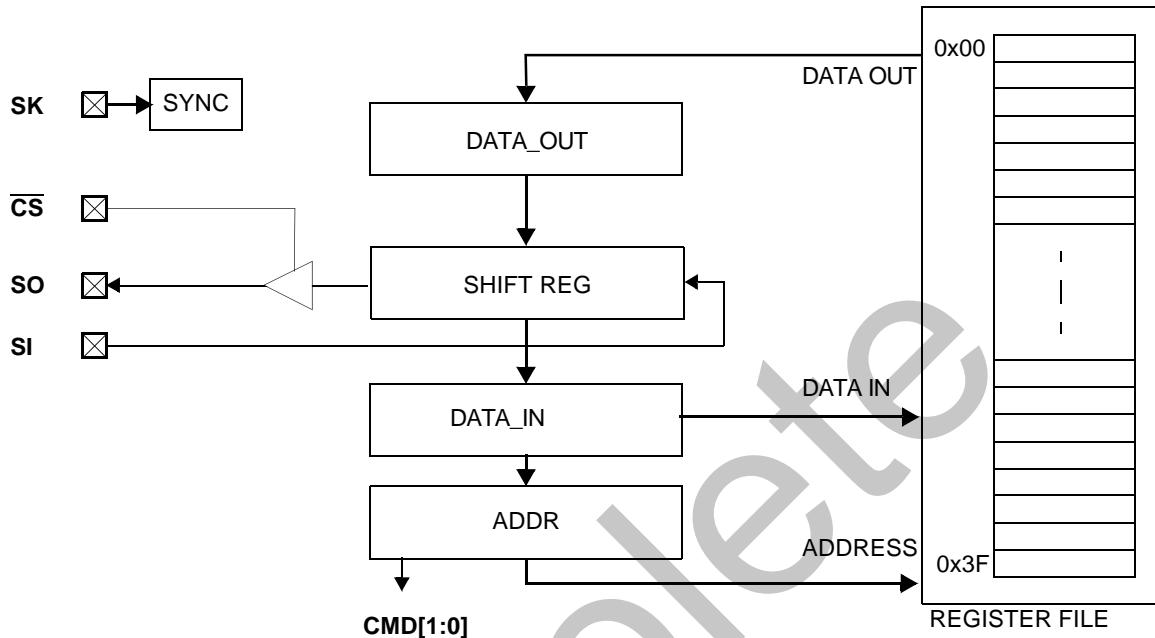 0x00
DATA OUT
SK
SYNC
DATA_OUT
CS
SO
SHIFT REG
SI
DATA IN
DATA_IN
ADDR
ADDRESS
0x3F
CMD[1:0]
REGISTER FILE